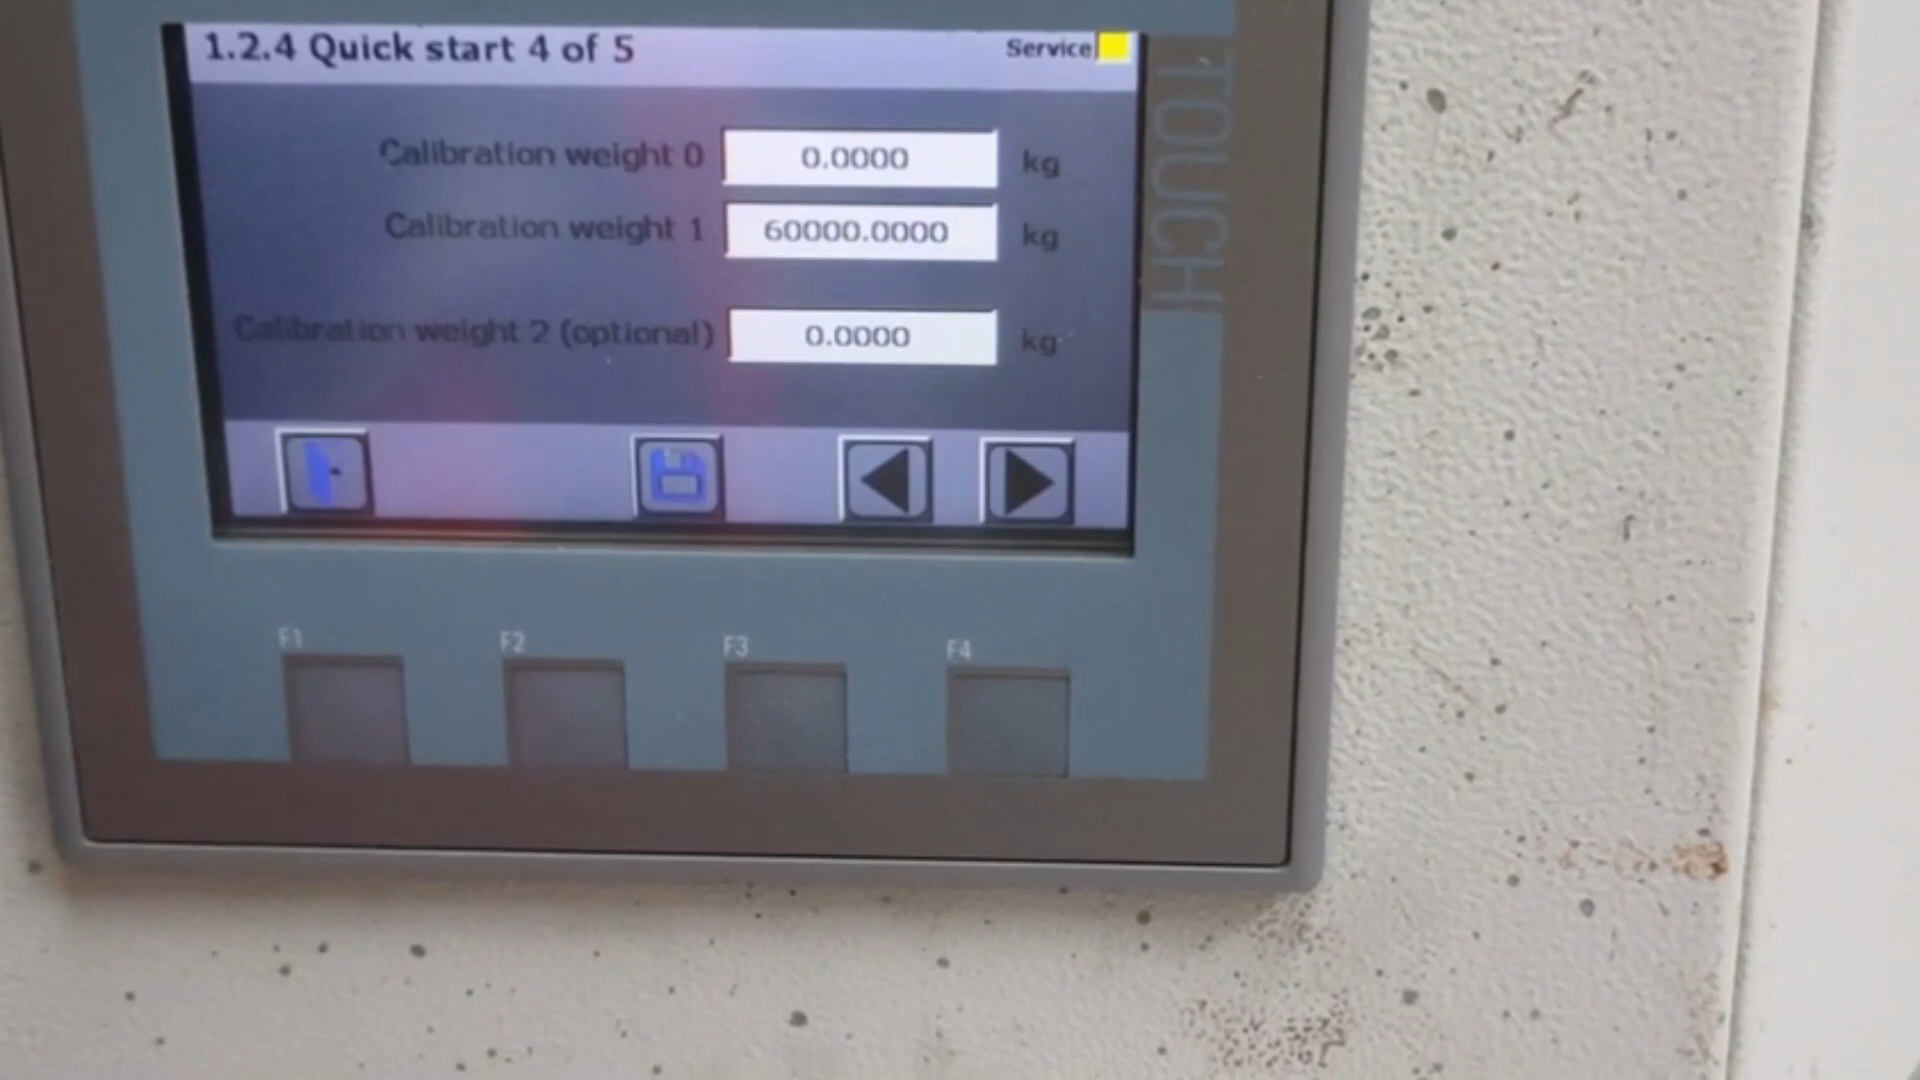 1.2.4 Quick start 4 of 5 Service
Calibration weight 0 0.0000 kg
Calibration weight 1 60000.0000 kg
Calibration weight 2 (optional) 0.0000 kg
TOUCH
F1 F2 F3 F4